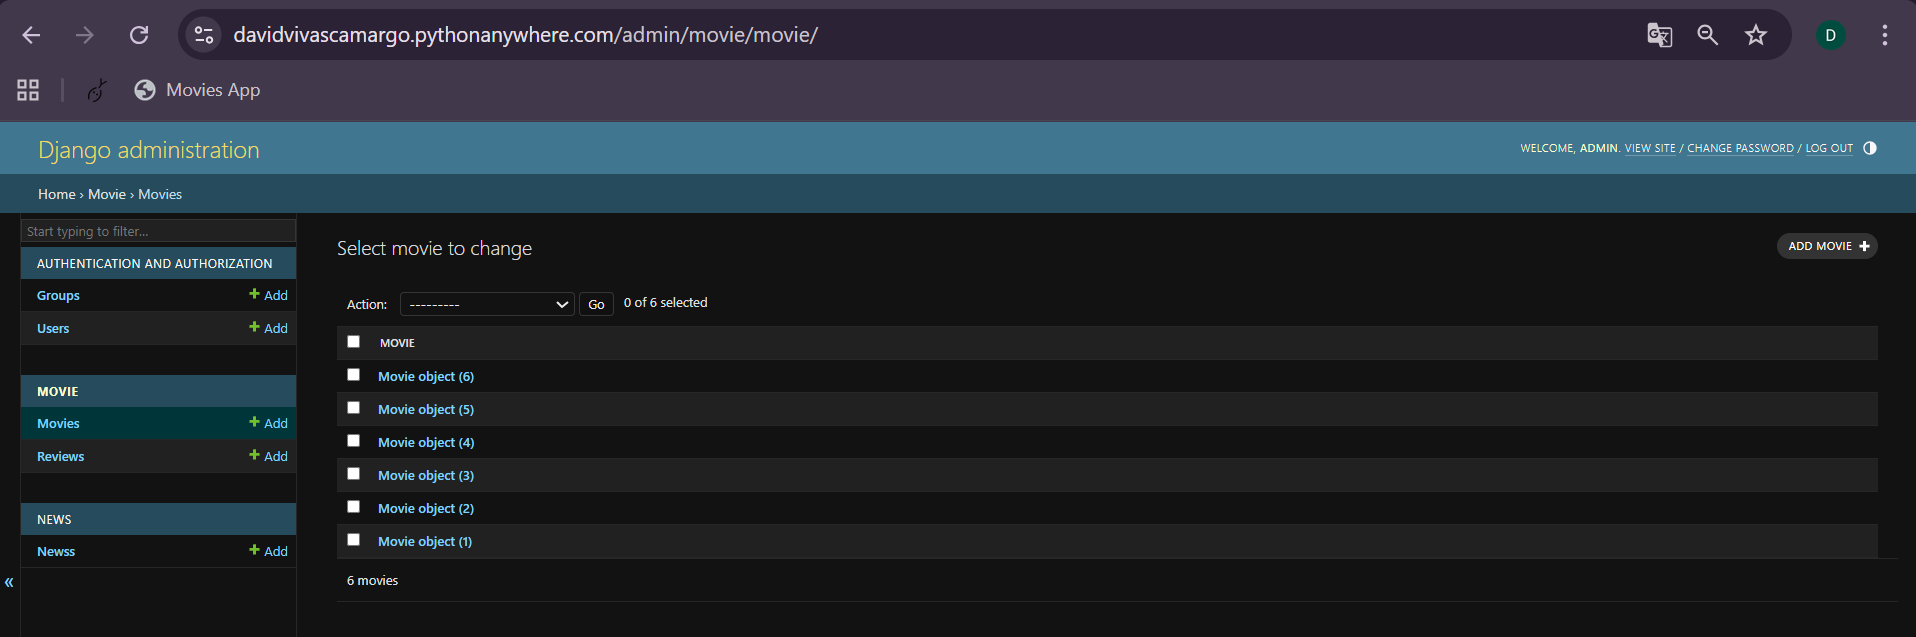 davidvivascamargo.pythonanywhere.com/admin/movie/movie/
D
Movies App
Django administration
WELCOME, ADMIN. VIEW SITE / CHANGE PASSWORD / LOG OUT
Home › Movie › Movies
Start typing to filter...
AUTHENTICATION AND AUTHORIZATION
Groups
+ Add
Users
+ Add
MOVIE
Movies
+ Add
Reviews
+ Add
NEWS
Newss
+ Add
«
Select movie to change
ADD MOVIE +
Action: --------- Go 0 of 6 selected
MOVIE
Movie object (6)
Movie object (5)
Movie object (4)
Movie object (3)
Movie object (2)
Movie object (1)
6 movies